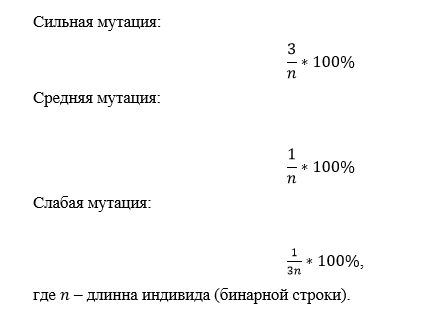 Сильная мутация:
3/n * 100%
Средняя мутация:
1/n * 100%
Слабая мутация:
1/3n * 100%,
где n – длинна индивида (бинарной строки).